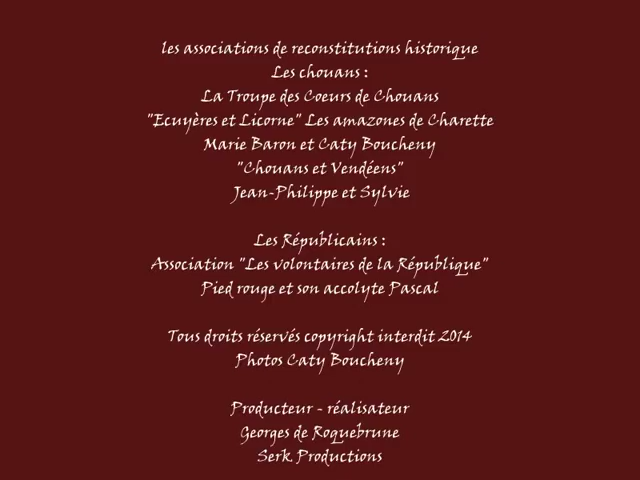 les associations de reconstitutions historique
Les chouans :
La Troupe des Coeurs de Chouans
"Ecuyères et Licorne" Les amazones de Charette
Marie Baron et Caty Boucheny
"Chouans et Vendéens"
Jean-Philippe et Sylvie
Les Républicains :
Association "Les volontaires de la République"
Pied rouge et son accolyte Pascal
Tous droits réservés copyright interdit 2014
Photos Caty Boucheny
Producteur - réalisateur
Georges de Roquebrune
Serk Productions